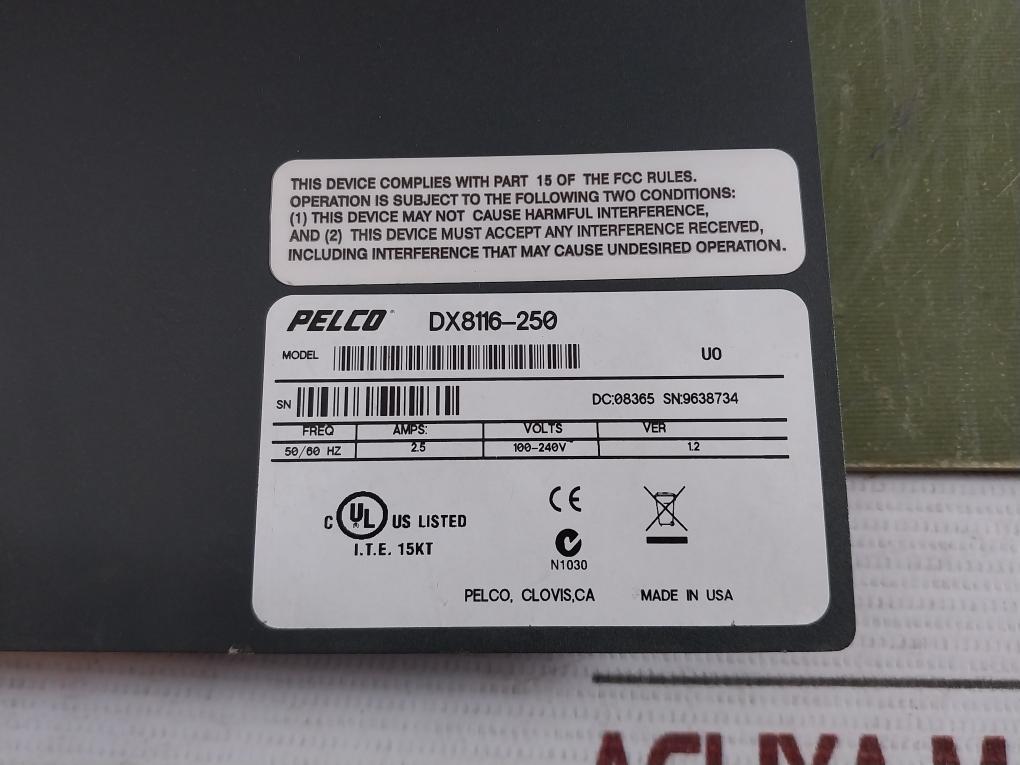 THIS DEVICE COMPLIES WITH PART 15 OF THE FCC RULES.
OPERATION IS SUBJECT TO THE FOLLOWING TWO CONDITIONS:
(1) THIS DEVICE MAY NOT CAUSE HARMFUL INTERFERENCE,
AND (2) THIS DEVICE MUST ACCEPT ANY INTERFERENCE RECEIVED,
INCLUDING INTERFERENCE THAT MAY CAUSE UNDESIRED OPERATION.
PELCO® DX8116-250
MODEL U0
SN DC:08365 SN:9638734
FREQ AMPS: VOLTS VER
50/60 HZ 2.5 100-240V~ 1.2
C UL US LISTED
I.T.E. 15KT
CE
N1030
PELCO, CLOVIS,CA MADE IN USA